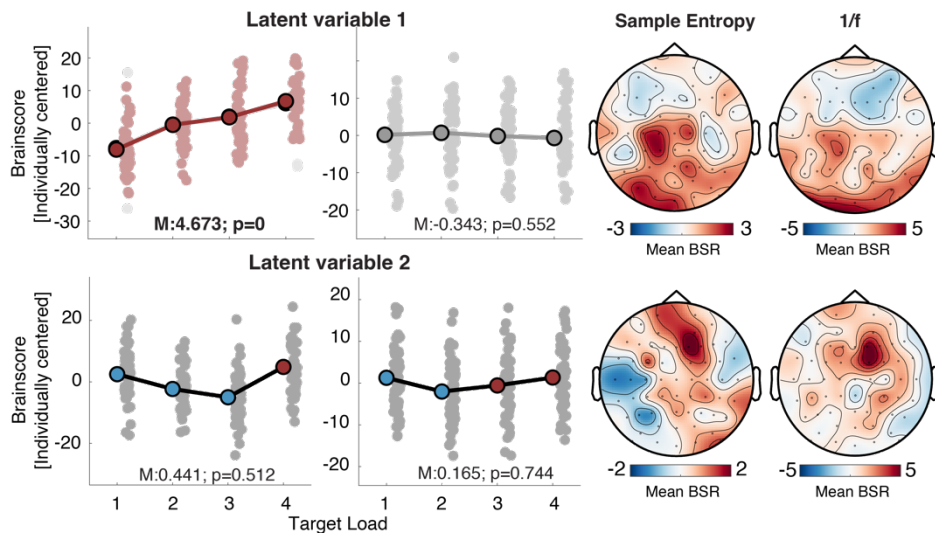 Latent variable 1
Sample Entropy
1/f
Brainscore
[Individually centered]
20
10
0
-10
-20
-30
M:4.673; p=0
10
0
-10
-20
M:-0.343; p=0.552
-3
3
Mean BSR
-5
5
Mean BSR
Latent variable 2
Brainscore
[Individually centered]
20
0
-20
M:0.441; p=0.512
20
10
0
-10
-20
M:0.165; p=0.744
1 2 3 4
1 2 3 4
Target Load
-2
2
Mean BSR
-5
5
Mean BSR